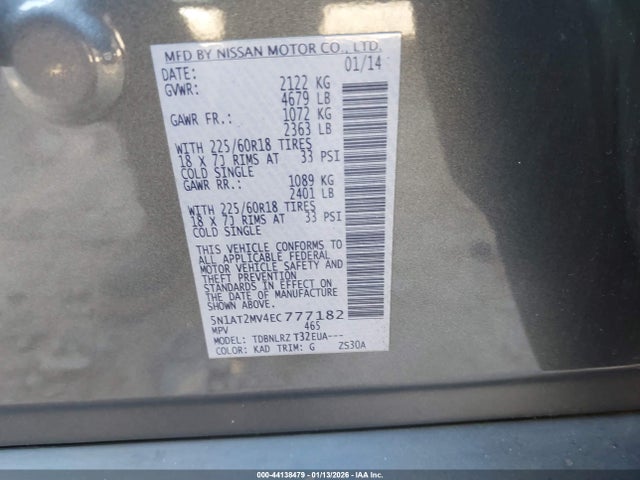 MFD BY NISSAN MOTOR CO., LTD.
DATE: 01/14
GVWR: 2122 KG
4679 LB
GAWR FR.: 1072 KG
2363 LB
WITH 225/60R18 TIRES
18 X 7J RIMS AT 33 PSI
COLD SINGLE
GAWR RR.: 1089 KG
2401 LB
WITH 225/60R18 TIRES
18 X 7J RIMS AT 33 PSI
COLD SINGLE
THIS VEHICLE CONFORMS TO
ALL APPLICABLE FEDERAL
MOTOR VEHICLE SAFETY AND
THEFT PREVENTION
STANDARDS IN EFFECT ON
THE DATE OF MANUFACTURE
SHOWN ABOVE.
5N1AT2MV4EC777182
MPV 46S
MODEL: TDBNLRZ T32EUA---
COLOR: KAD TRIM: G ZS30A
000-44138479 - 01/13/2026 - IAA Inc.